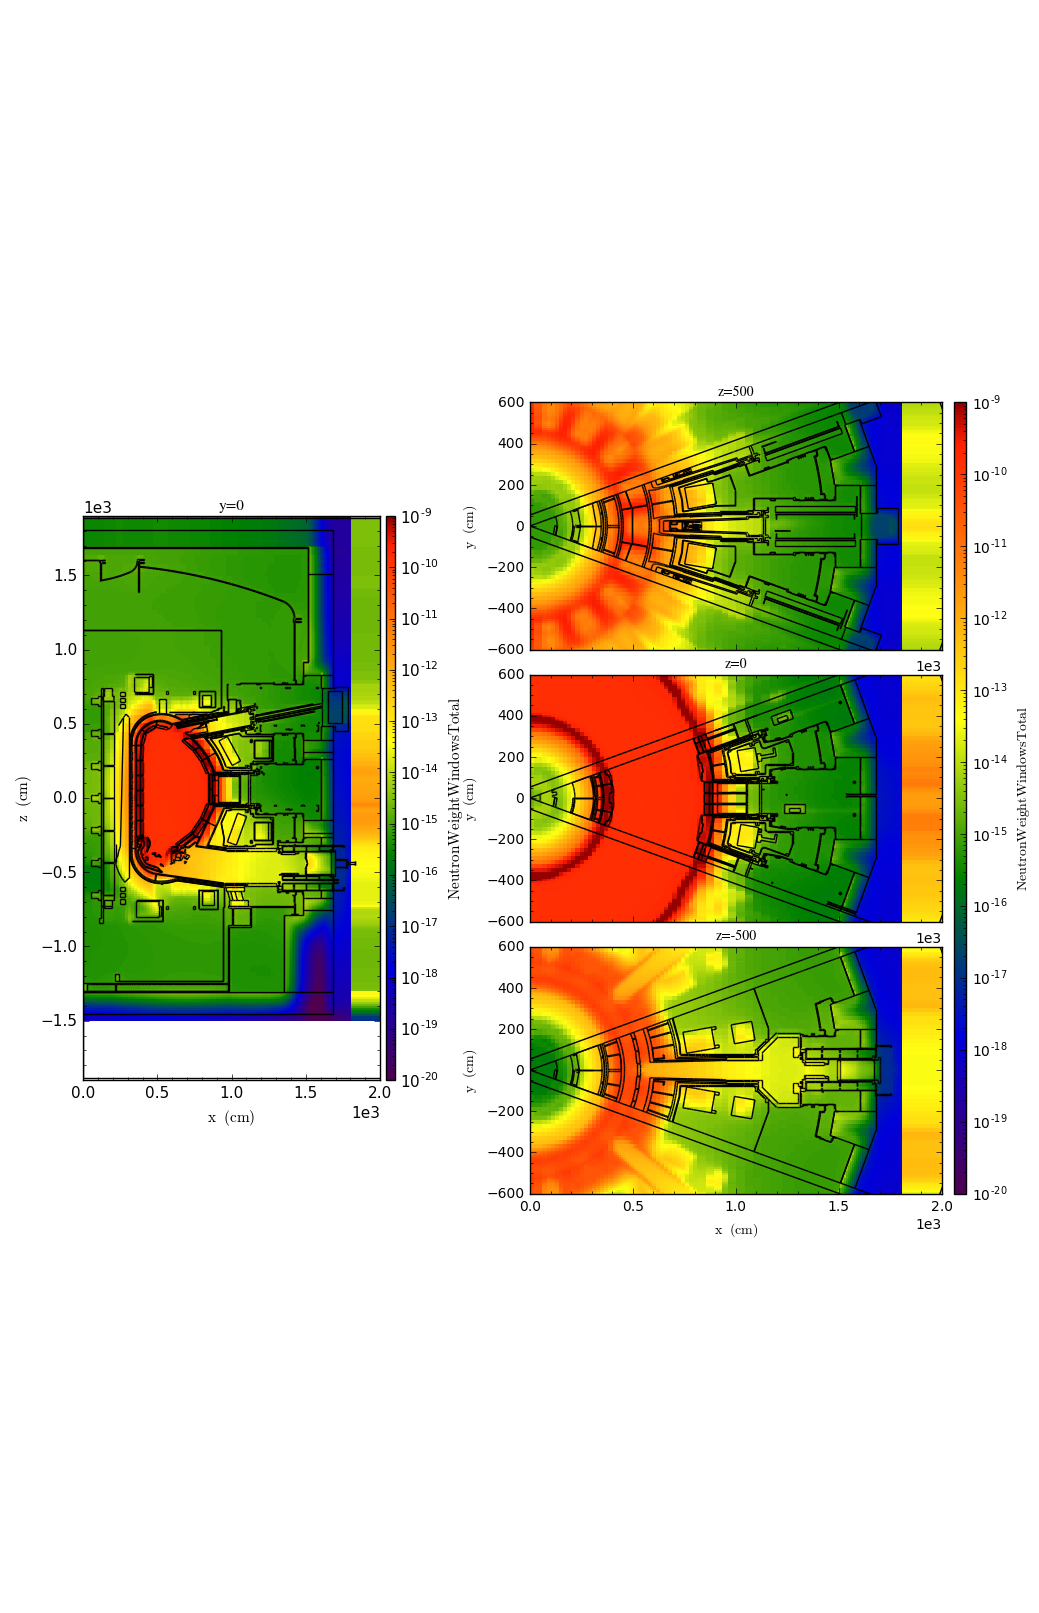 y=0
1e3
1.5
1.0
0.5
0.0
−0.5
−1.0
−1.5
z (cm)
0.0 0.5 1.0 1.5 2.0
1e3
x (cm)
10-9
10-10
10-11
10-12
10-13
10-14
10-15
10-16
10-17
10-18
10-19
10-20
NeutronWeightWindowsTotal
z=500
600
400
200
0
−200
−400
−600
y (cm)
1e3
z=0
600
400
200
0
−200
−400
−600
y (cm)
1e3
z=-500
600
400
200
0
−200
−400
−600
y (cm)
0.0 0.5 1.0 1.5 2.0
1e3
x (cm)
10-9
10-10
10-11
10-12
10-13
10-14
10-15
10-16
10-17
10-18
10-19
10-20
NeutronWeightWindowsTotal